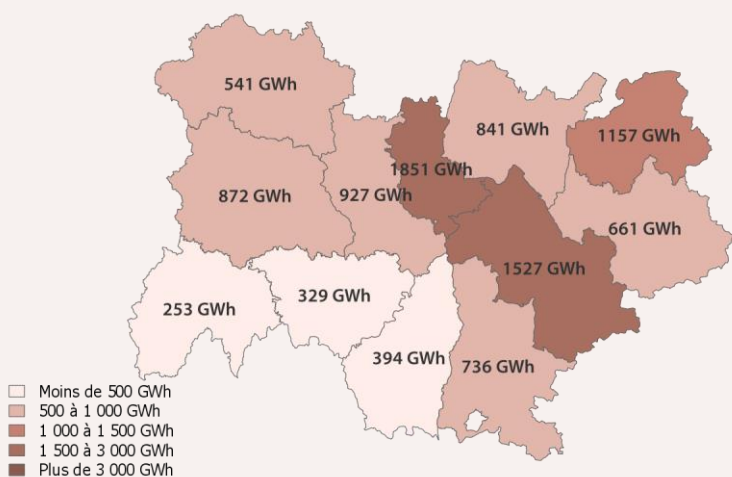 541 GWh
841 GWh
1157 GWh
1851 GWh
872 GWh
927 GWh
661 GWh
1527 GWh
253 GWh
329 GWh
394 GWh
736 GWh
Moins de 500 GWh
500 à 1 000 GWh
1 000 à 1 500 GWh
1 500 à 3 000 GWh
Plus de 3 000 GWh